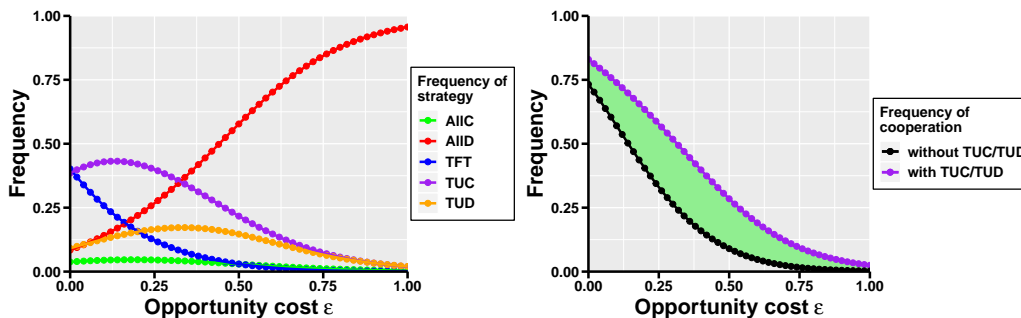 1.00
0.75
0.50
0.25
0.00
Frequency
0.00 0.25 0.50 0.75 1.00
Opportunity cost ε
Frequency of
strategy
AllC
AllD
TFT
TUC
TUD
1.00
0.75
0.50
0.25
0.00
Frequency
0.00 0.25 0.50 0.75 1.00
Opportunity cost ε
Frequency of
cooperation
without TUC/TUD
with TUC/TUD